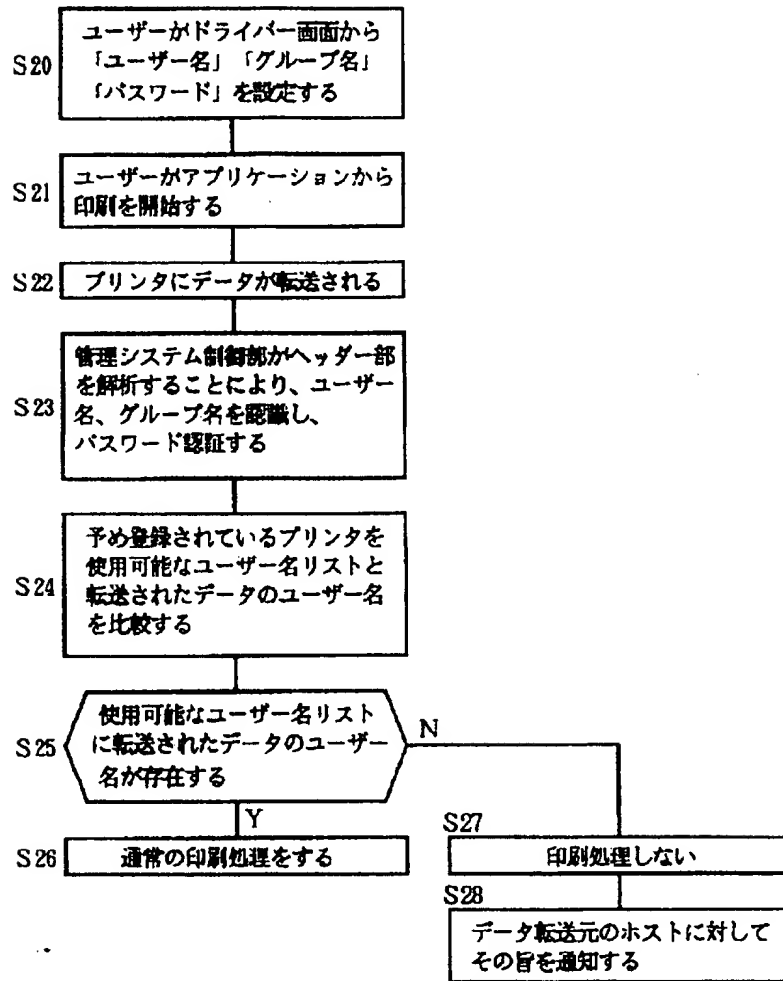 ユーザーがドライバー画面から
S20 「ユーザー名」「グループ名」
「パスワード」を設定する
S21 ユーザーがアプリケーションから
印刷を開始する
S22 プリンタにデータが転送される
管理システム制御部がヘッダー部
を解析することにより、ユーザー
S23 名、グループ名を認識し、
パスワード認証する
予め登録されているプリンタを
使用可能なユーザー名リストと
S24 転送されたデータのユーザー名
を比較する
使用可能なユーザー名リスト
S25 に転送されたデータのユーザー
名が存在する
N
Y
S26 通常の印刷処理をする
S27
印刷処理しない
S28
データ転送元のホストに対して
その旨を通知する